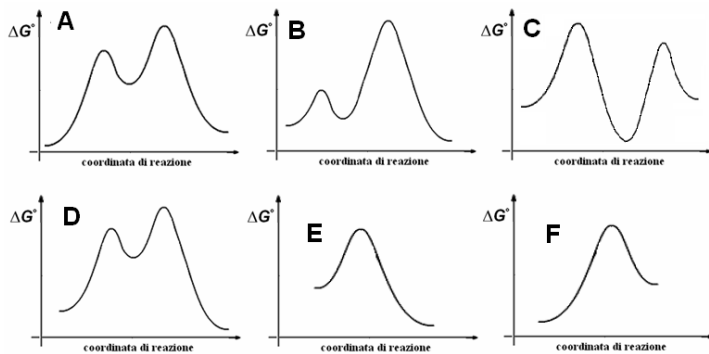 A
ΔG°
coordinata di reazione
B
ΔG°
coordinata di reazione
C
ΔG°
coordinata di reazione
D
ΔG°
coordinata di reazione
E
ΔG°
coordinata di reazione
F
ΔG°
coordinata di reazione